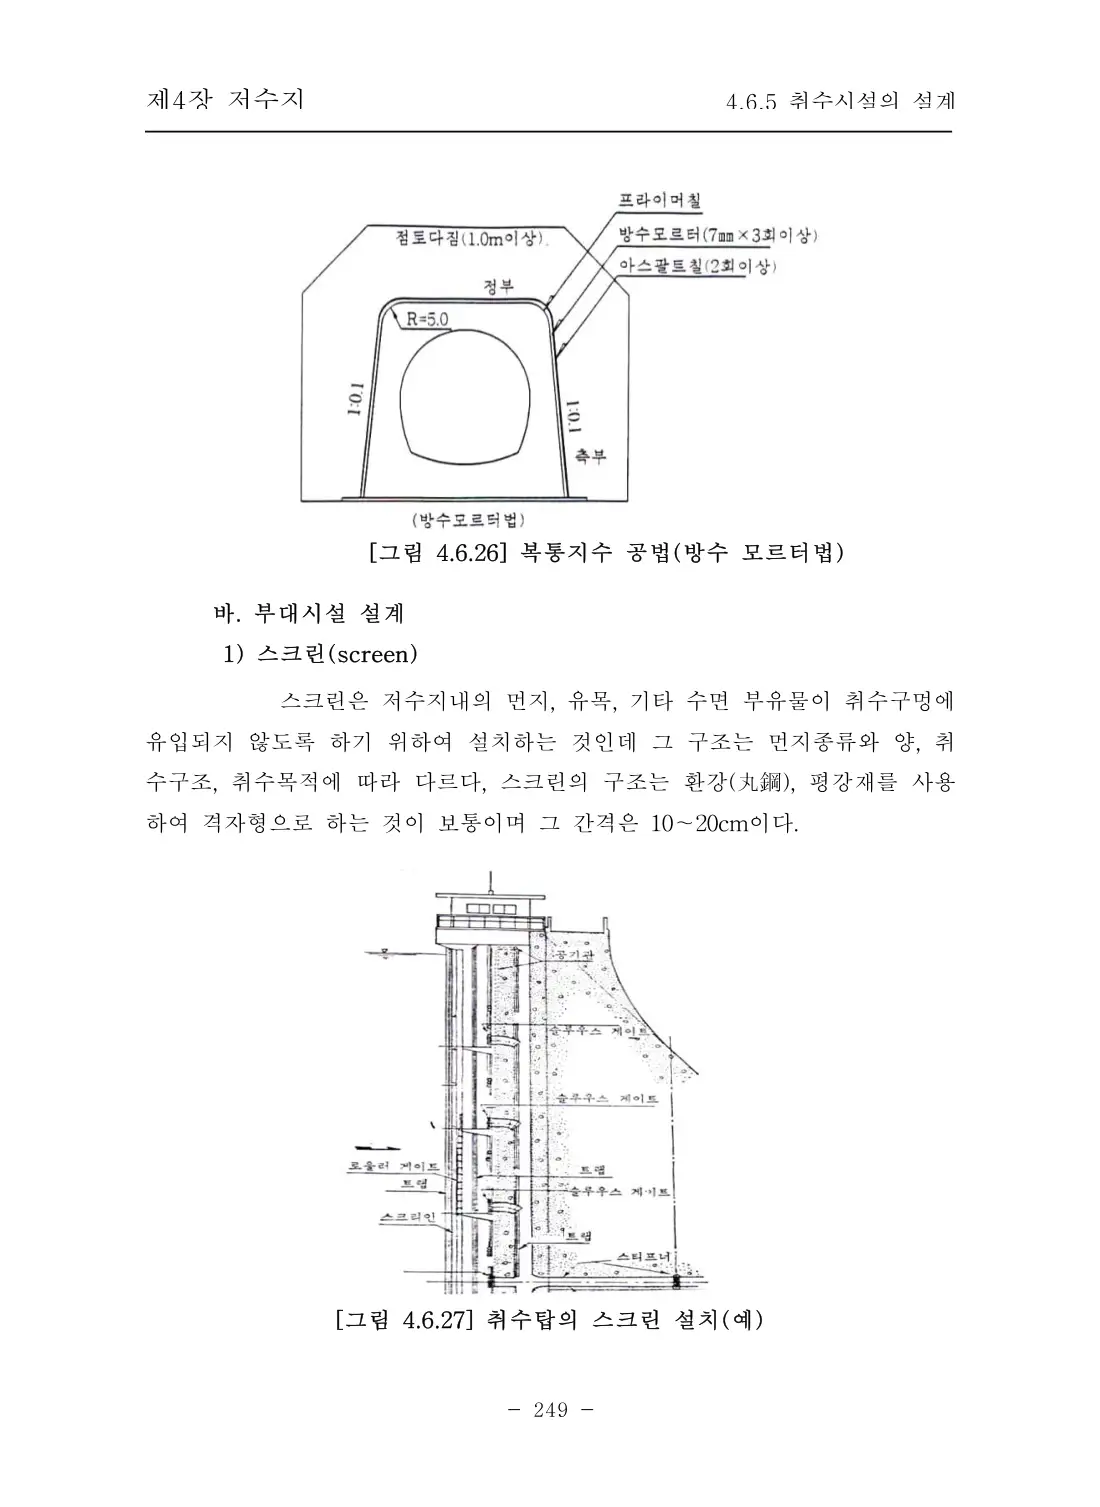 제4장 저수지
4.6.5 취수시설의 설계
프라이머칠
점토다짐(1.0m이상).
방수모르터(7㎜×3회이상)
아스팔트칠(2회이상)
정부
R=5.0
1:0.1
1:0.1
측부
(방수모르터법)
[그림 4.6.26] 복통지수 공법(방수 모르터법)
바. 부대시설 설계
1) 스크린(screen)
스크린은 저수지내의 먼지, 유목, 기타 수면 부유물이 취수구멍에
유입되지 않도록 하기 위하여 설치하는 것인데 그 구조는 먼지종류와 양, 취
수구조, 취수목적에 따라 다르다, 스크린의 구조는 환강(丸鋼), 평강재를 사용
하여 격자형으로 하는 것이 보통이며 그 간격은 10～20cm이다.
공기관
슬루우스 게이트
슬루우스 게이트
로울러 게이트
트랩
트랩
슬루우스 게이트
스크리인
트랩
스티프너
[그림 4.6.27] 취수탑의 스크린 설치(예)
- 249 -